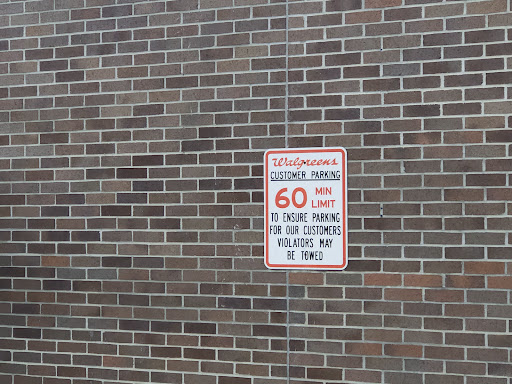 Walgreens
CUSTOMER PARKING
60 MIN LIMIT
TO ENSURE PARKING
FOR OUR CUSTOMERS
VIOLATORS MAY
BE TOWED